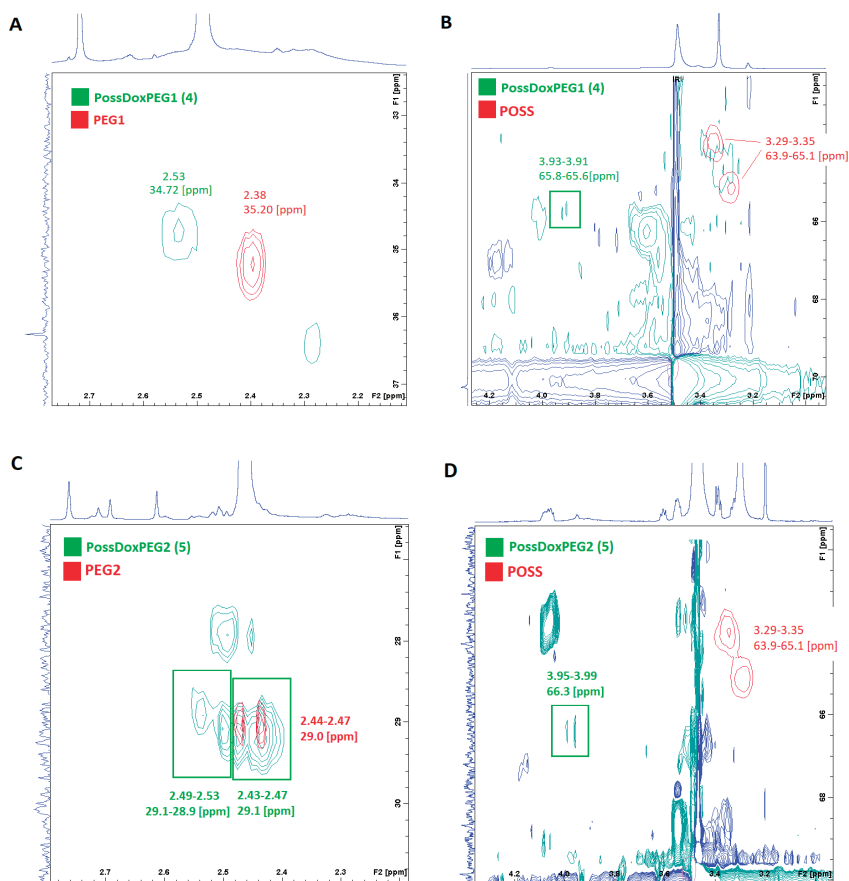 A
PossDoxPEG1 (4)
PEG1
2.53
34.72 [ppm]
2.38
35.20 [ppm]
F1 [ppm]
33
34
35
36
37
2.7
2.6
2.5
2.4
2.3
2.2
F2 [ppm]
B
PossDoxPEG1 (4)
POSS
3.93-3.91
65.8-65.6[ppm]
3.29-3.35
63.9-65.1 [ppm]
F1 [ppm]
66
68
70
4.2
4.0
3.8
3.6
3.4
3.2
F2 [ppm]
C
PossDoxPEG2 (5)
PEG2
2.44-2.47
29.0 [ppm]
2.49-2.53
29.1-28.9 [ppm]
2.43-2.47
29.1 [ppm]
F1 [ppm]
28
29
30
2.7
2.6
2.5
2.4
2.3
F2 [ppm]
D
PossDoxPEG2 (5)
POSS
3.29-3.35
63.9-65.1 [ppm]
3.95-3.99
66.3 [ppm]
F1 [ppm]
66
68
4.2
4.0
3.8
3.6
3.4
3.2
F2 [ppm]